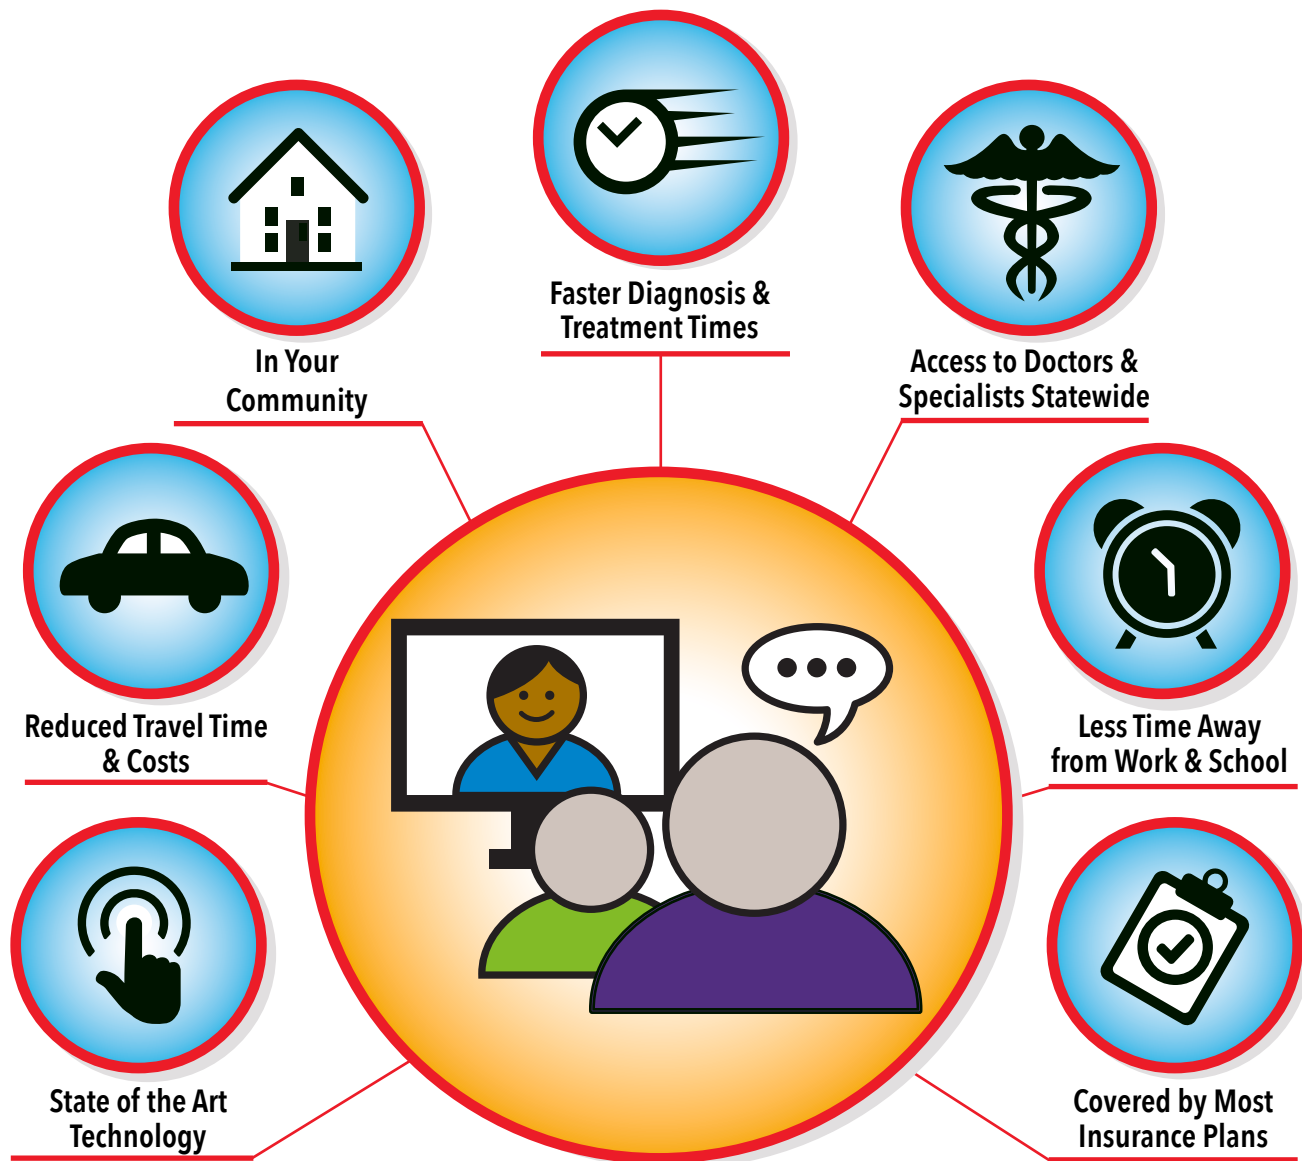 Faster Diagnosis &
Treatment Times
In Your
Community
Access to Doctors &
Specialists Statewide
Reduced Travel Time
& Costs
Less Time Away
from Work & School
State of the Art
Technology
Covered by Most
Insurance Plans